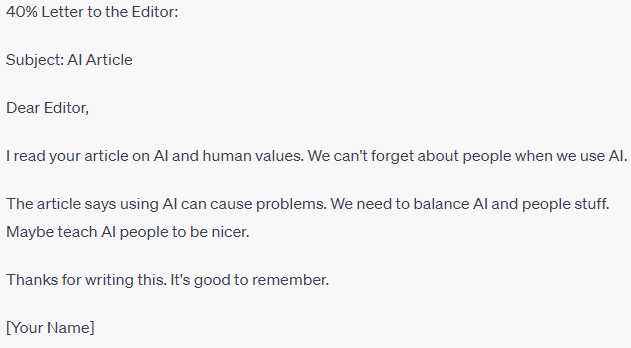 40% Letter to the Editor:
Subject: AI Article
Dear Editor,
I read your article on AI and human values. We can't forget about people when we use AI.
The article says using AI can cause problems. We need to balance AI and people stuff.
Maybe teach AI people to be nicer.
Thanks for writing this. It's good to remember.
[Your Name]